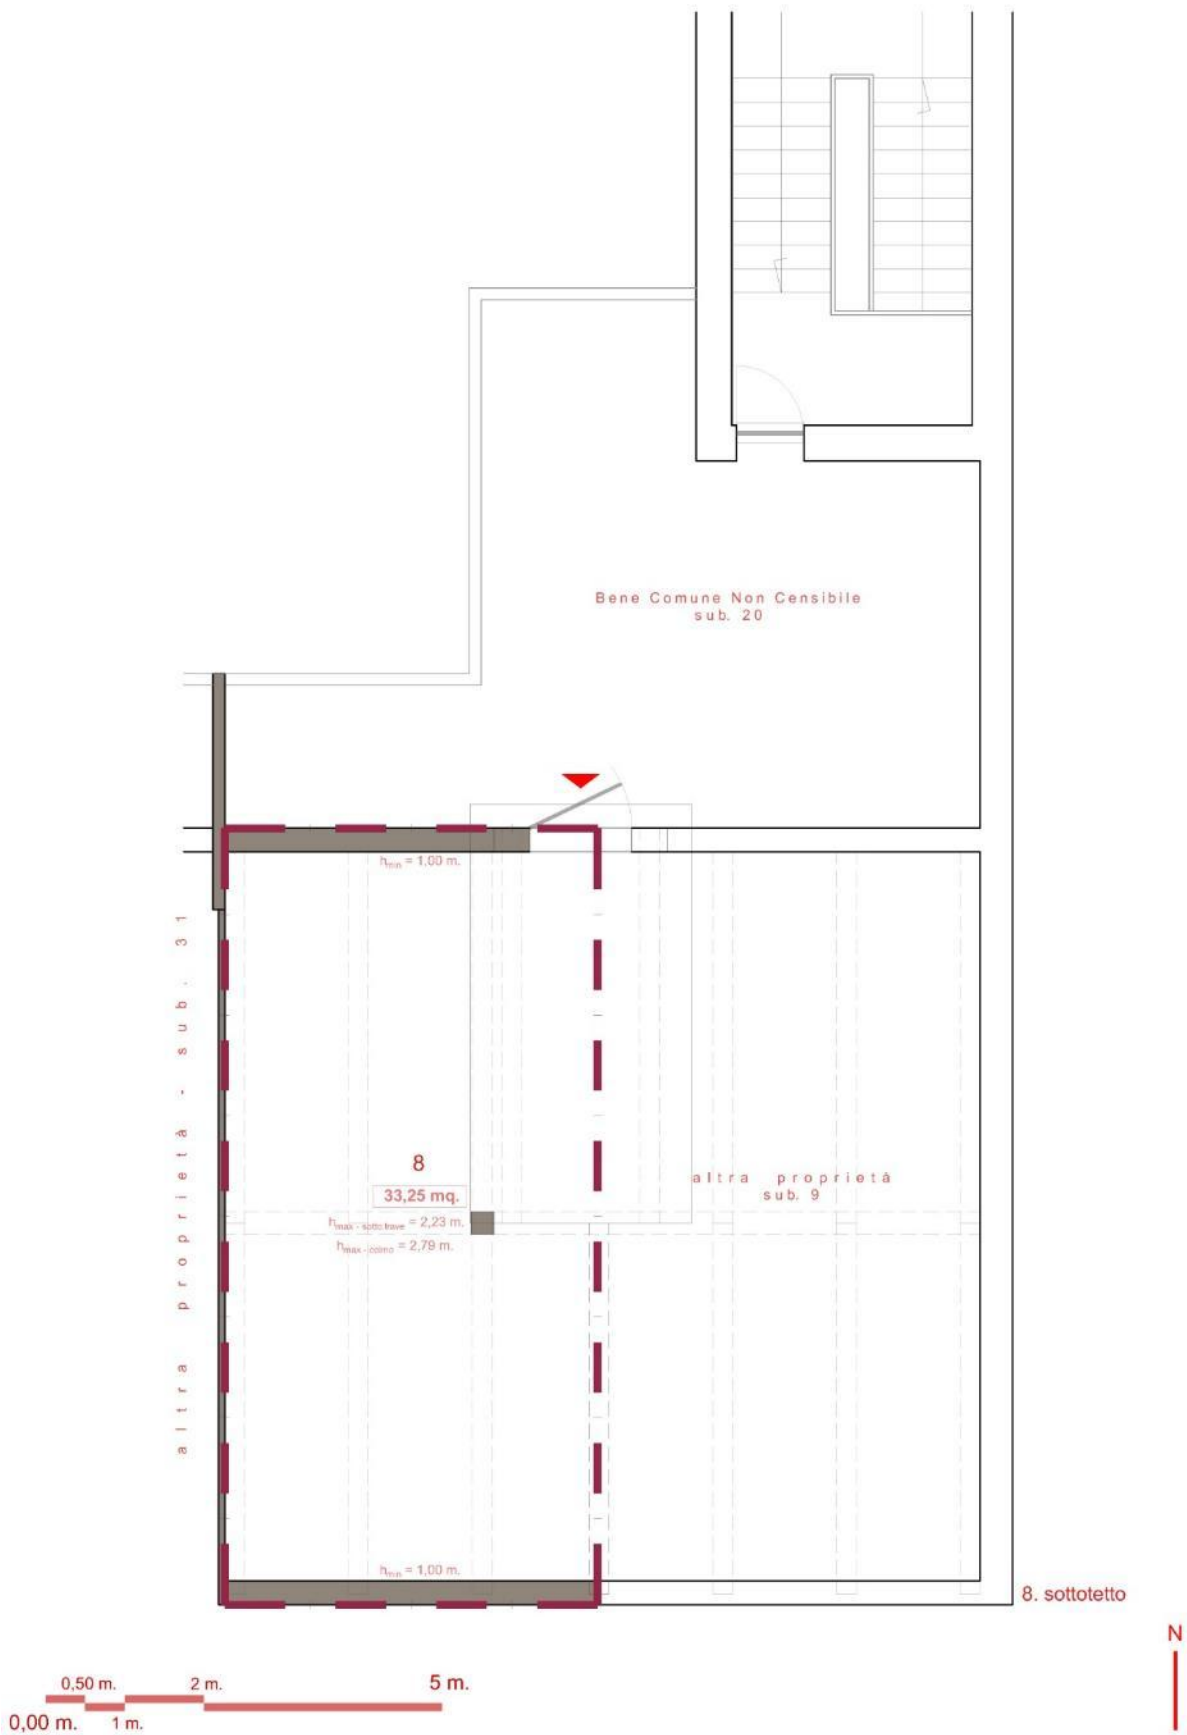 Bene Comune Non Censibile
sub. 20
hmin = 1,00 m.
altra proprietà - sub. 31
8
33,25 mq.
hmax - sotto trave = 2,23 m.
hmax - colmo = 2,79 m.
altra proprietà
sub. 9
hmin = 1,00 m.
8. sottotetto
N
0,50 m.
2 m.
5 m.
0,00 m.
1 m.